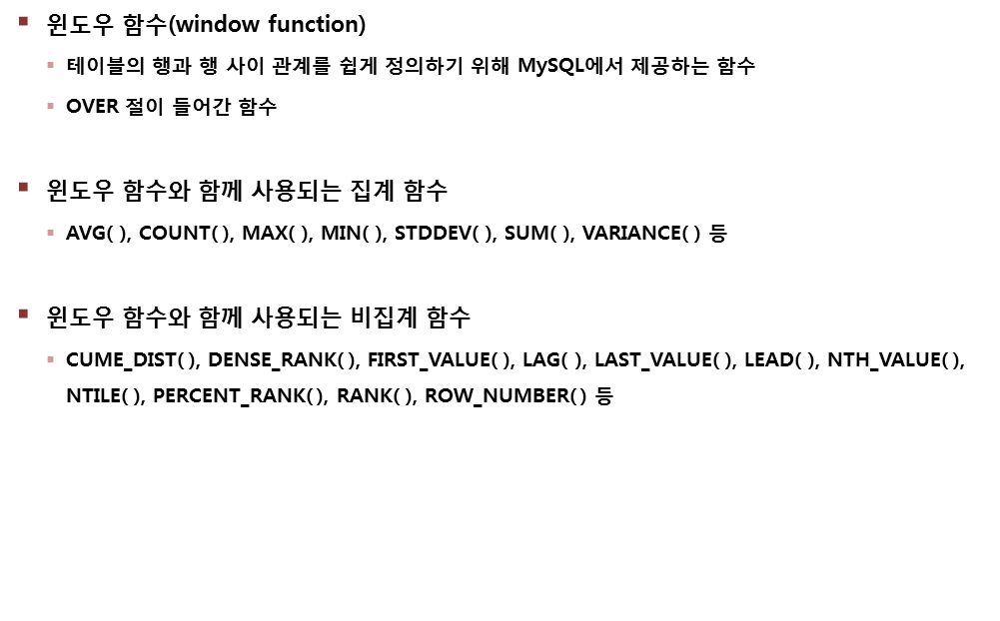 윈도우 함수(window function)
테이블의 행과 행 사이 관계를 쉽게 정의하기 위해 MySQL에서 제공하는 함수
OVER 절이 들어간 함수
윈도우 함수와 함께 사용되는 집계 함수
AVG( ), COUNT( ), MAX( ), MIN( ), STDDEV( ), SUM( ), VARIANCE( ) 등
윈도우 함수와 함께 사용되는 비집계 함수
CUME_DIST( ), DENSE_RANK( ), FIRST_VALUE( ), LAG( ), LAST_VALUE( ), LEAD( ), NTH_VALUE( ),
NTILE( ), PERCENT_RANK( ), RANK( ), ROW_NUMBER( ) 등